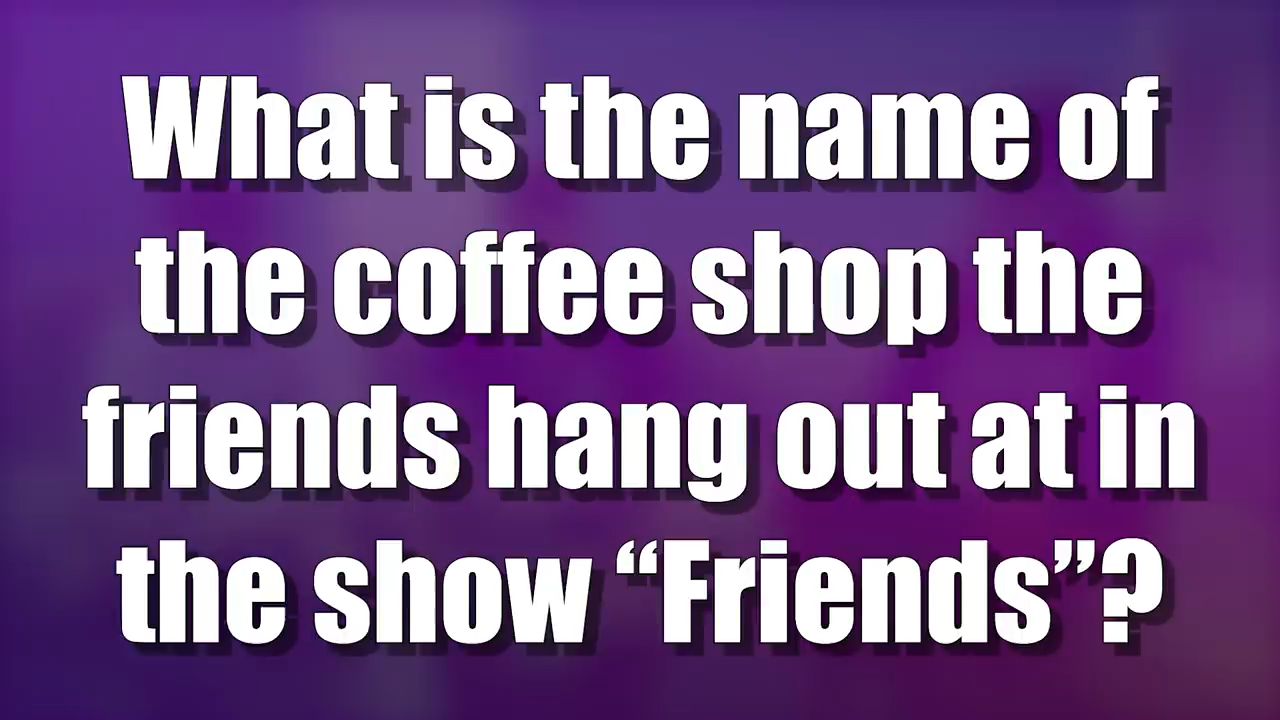 What is the name of
the coffee shop the
friends hang out at in
the show “Friends”?